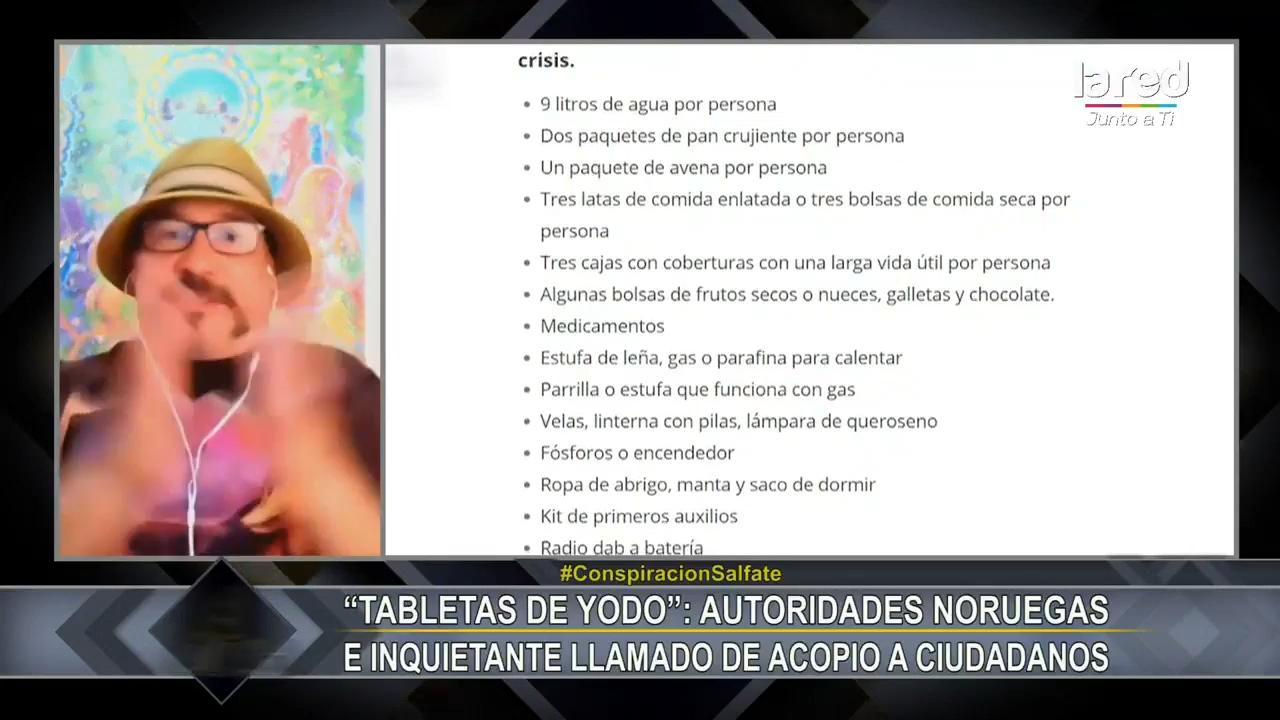 crisis.
la red
Junto a Ti
• 9 litros de agua por persona
• Dos paquetes de pan crujiente por persona
• Un paquete de avena por persona
• Tres latas de comida enlatada o tres bolsas de comida seca por
persona
• Tres cajas con coberturas con una larga vida útil por persona
• Algunas bolsas de frutos secos o nueces, galletas y chocolate.
• Medicamentos
• Estufa de leña, gas o parafina para calentar
• Parrilla o estufa que funciona con gas
• Velas, linterna con pilas, lámpara de queroseno
• Fósforos o encendedor
• Ropa de abrigo, manta y saco de dormir
• Kit de primeros auxilios
• Radio dab a batería
#ConspiracionSalfate
“TABLETAS DE YODO”: AUTORIDADES NORUEGAS
E INQUIETANTE LLAMADO DE ACOPIO A CIUDADANOS